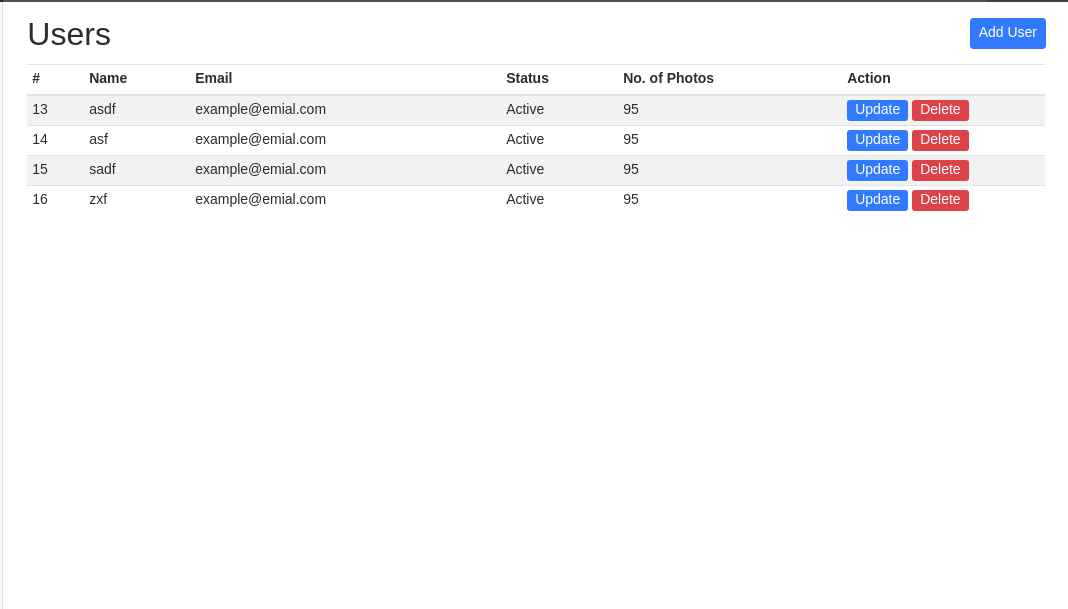 Users Add User
# Name Email Status No. of Photos Action
13 asdf example@emial.com Active 95 Update Delete
14 asf example@emial.com Active 95 Update Delete
15 sadf example@emial.com Active 95 Update Delete
16 zxf example@emial.com Active 95 Update Delete